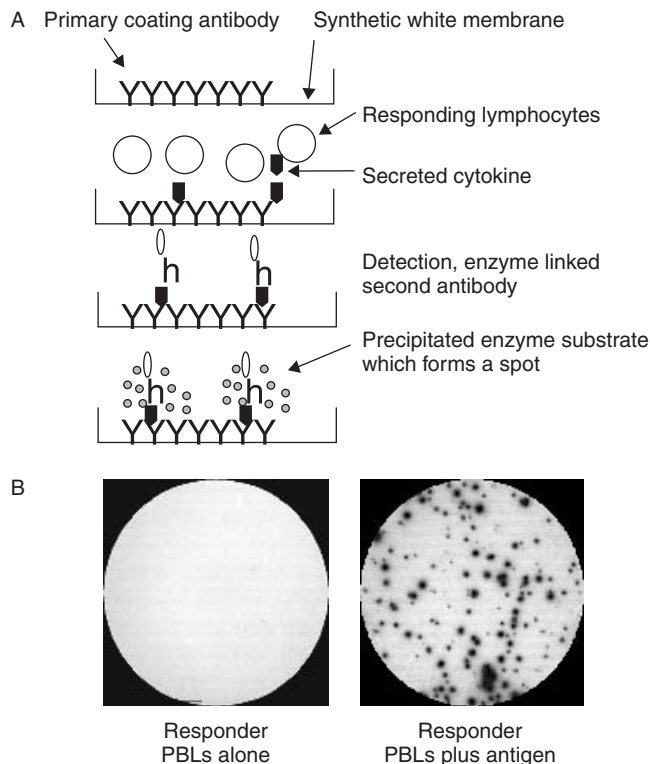 A
Primary coating antibody
Synthetic white membrane
Responding lymphocytes
Secreted cytokine
Detection, enzyme linked
second antibody
Precipitated enzyme substrate
which forms a spot
B
Responder
PBLs alone
Responder
PBLs plus antigen